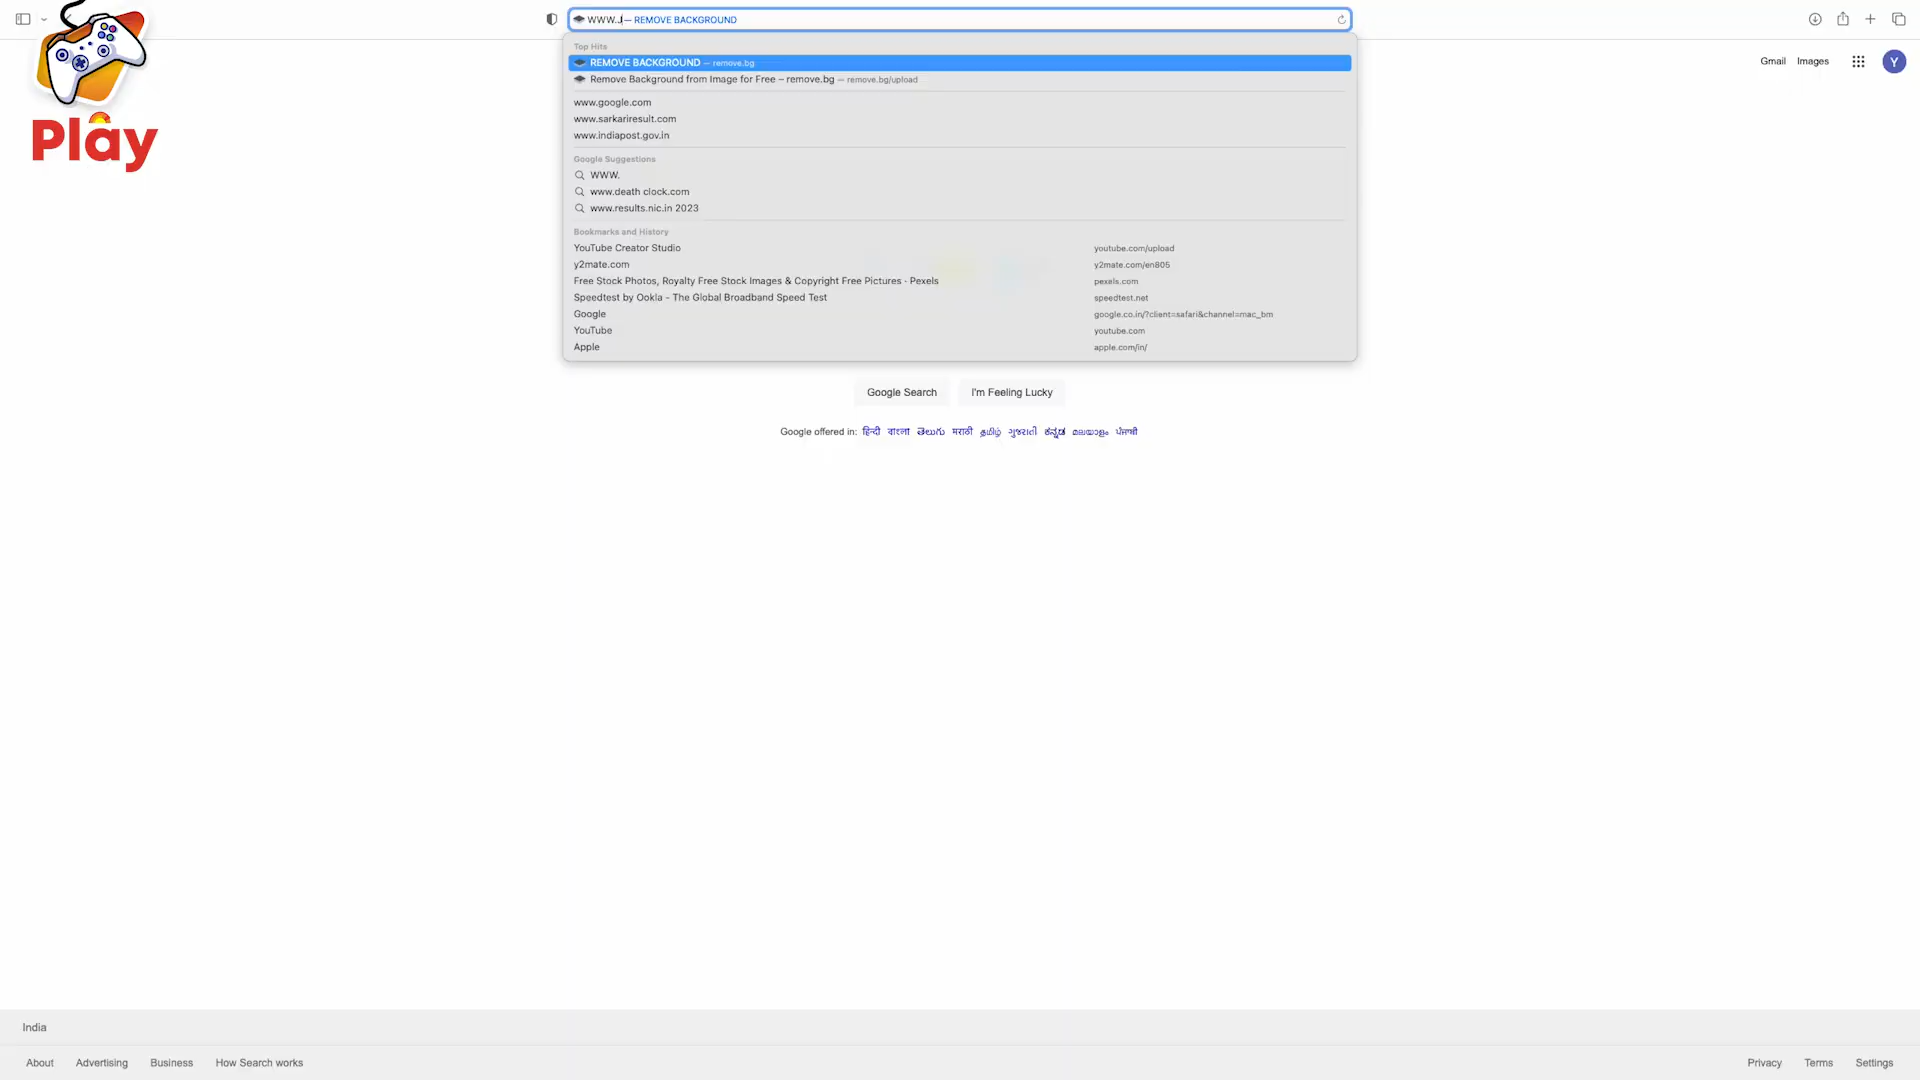 WWW.J — REMOVE BACKGROUND
Top Hits
REMOVE BACKGROUND — remove.bg
Remove Background from Image for Free – remove.bg — remove.bg/upload
Gmail Images Y
www.google.com
www.sarkariresult.com
www.indiapost.gov.in
Play
Google Suggestions
WWW.
www.death clock.com
www.results.nic.in 2023
Bookmarks and History
YouTube Creator Studio youtube.com/upload
y2mate.com y2mate.com/en805
Free Stock Photos, Royalty Free Stock Images & Copyright Free Pictures · Pexels pexels.com
Speedtest by Ookla - The Global Broadband Speed Test speedtest.net
Google google.co.in/?client=safari&channel=mac_bm
YouTube youtube.com
Apple apple.com/in/
Google Search I'm Feeling Lucky
Google offered in: हिन्दी বাংলা తెలుగు मराठी தமிழ் ગુજરાતી ಕನ್ನಡ മലയാളം ਪੰਜਾਬੀ
India
About Advertising Business How Search works Privacy Terms Settings